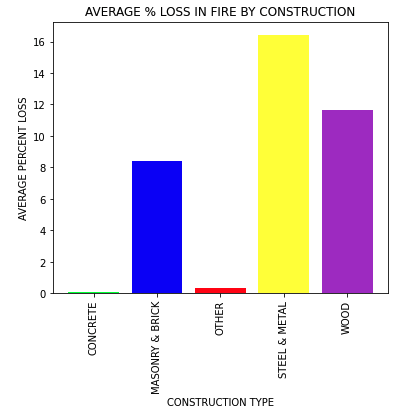 AVERAGE % LOSS IN FIRE BY CONSTRUCTION
AVERAGE PERCENT LOSS
16
14
12
10
8
6
4
2
0
CONCRETE
MASONRY & BRICK
OTHER
STEEL & METAL
WOOD
CONSTRUCTION TYPE